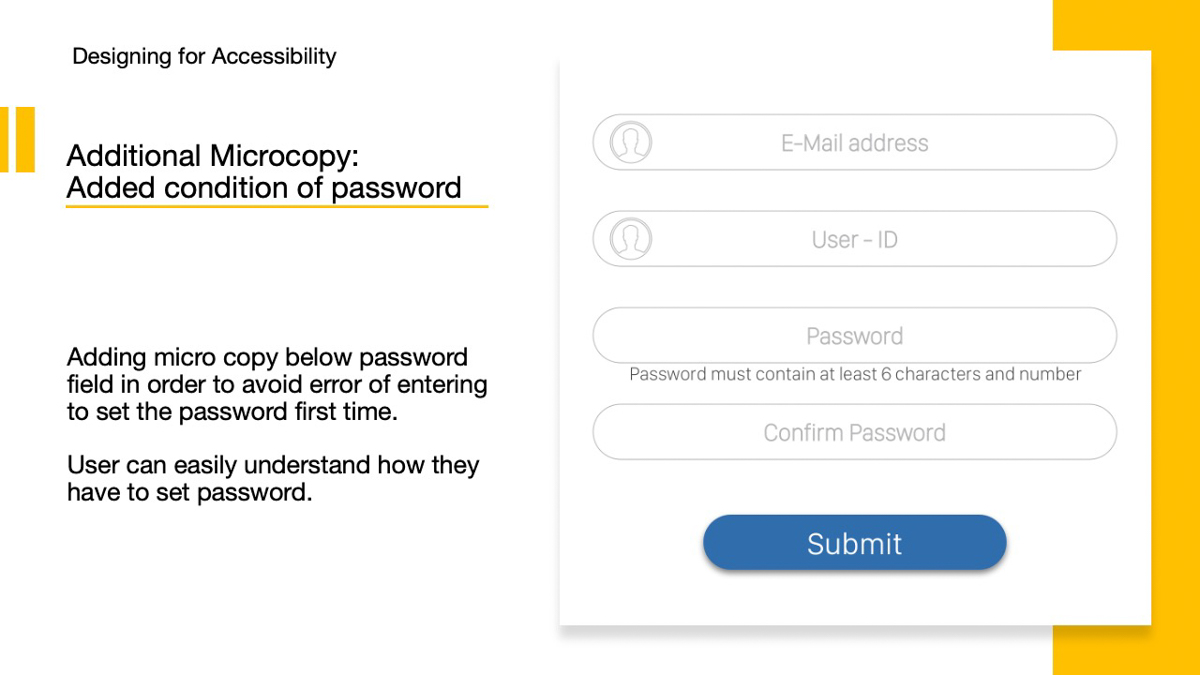 Designing for Accessibility
Additional Microcopy:
Added condition of password
Adding micro copy below password
field in order to avoid error of entering
to set the password first time.
User can easily understand how they
have to set password.
E-Mail address
User - ID
Password
Password must contain at least 6 characters and number
Confirm Password
Submit